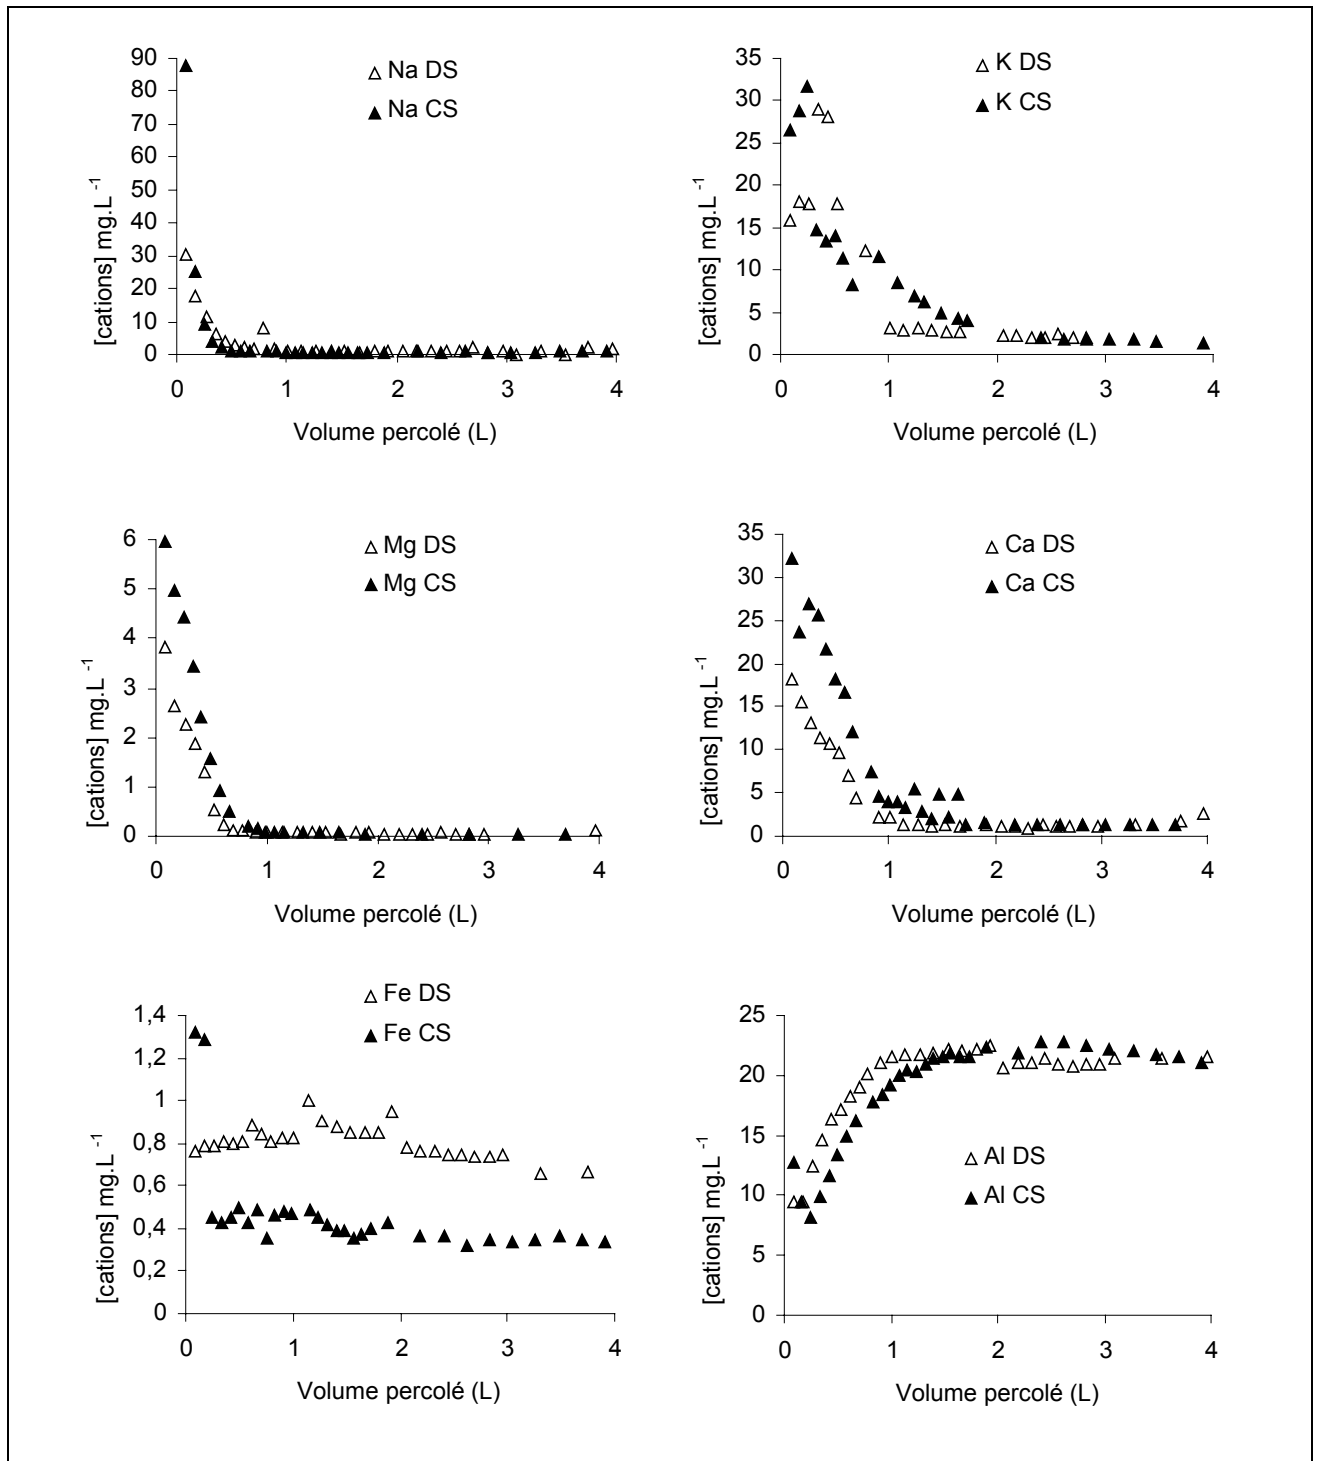 △ Na DS
▲ Na CS
[cations] mg.L -1
90
80
70
60
50
40
30
20
10
0
0 1 2 3 4
Volume percolé (L)
△ K DS
▲ K CS
[cations] mg.L -1
35
30
25
20
15
10
5
0
0 1 2 3 4
Volume percolé (L)
△ Mg DS
▲ Mg CS
[cations] mg.L -1
6
5
4
3
2
1
0
0 1 2 3 4
Volume percolé (L)
△ Ca DS
▲ Ca CS
[cations] mg.L -1
35
30
25
20
15
10
5
0
0 1 2 3 4
Volume percolé (L)
△ Fe DS
▲ Fe CS
[cations] mg.L -1
1,4
1,2
1
0,8
0,6
0,4
0,2
0
0 1 2 3 4
Volume percolé (L)
[cations] mg.L -1
25
20
15
10
5
0
△ Al DS
▲ Al CS
0 1 2 3 4
Volume percolé (L)